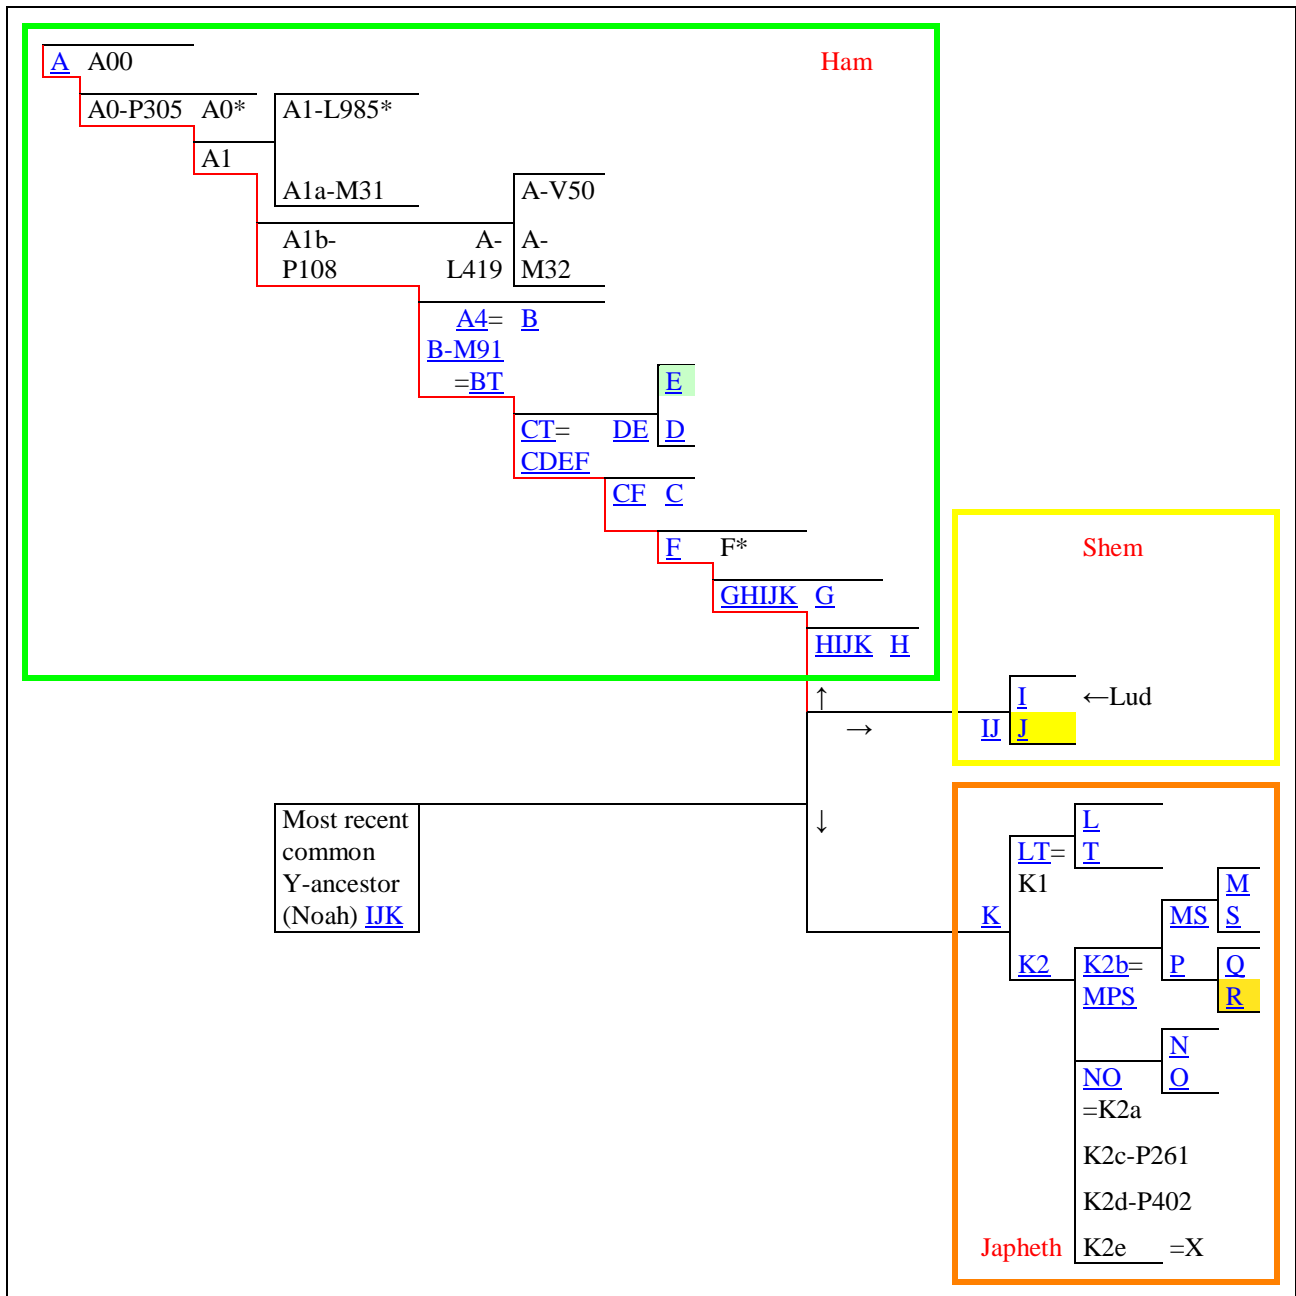 A A00 Ham
A0-P305 A0* A1-L985*
A1
A1a-M31 A-V50
A1b- A- A-
P108 L419 M32
A4= B
B-M91
=BT E
CT= DE D
CDEF
CF C
F F* Shem
GHIJK G
HIJK H
↑ I ←Lud
→ IJ J
Most recent ↓ L
common LT= T
Y-ancestor K1 M
(Noah) IJK K MS S
K2 K2b= P Q
MPS R
N
NO O
=K2a
K2c-P261
K2d-P402
Japheth K2e =X